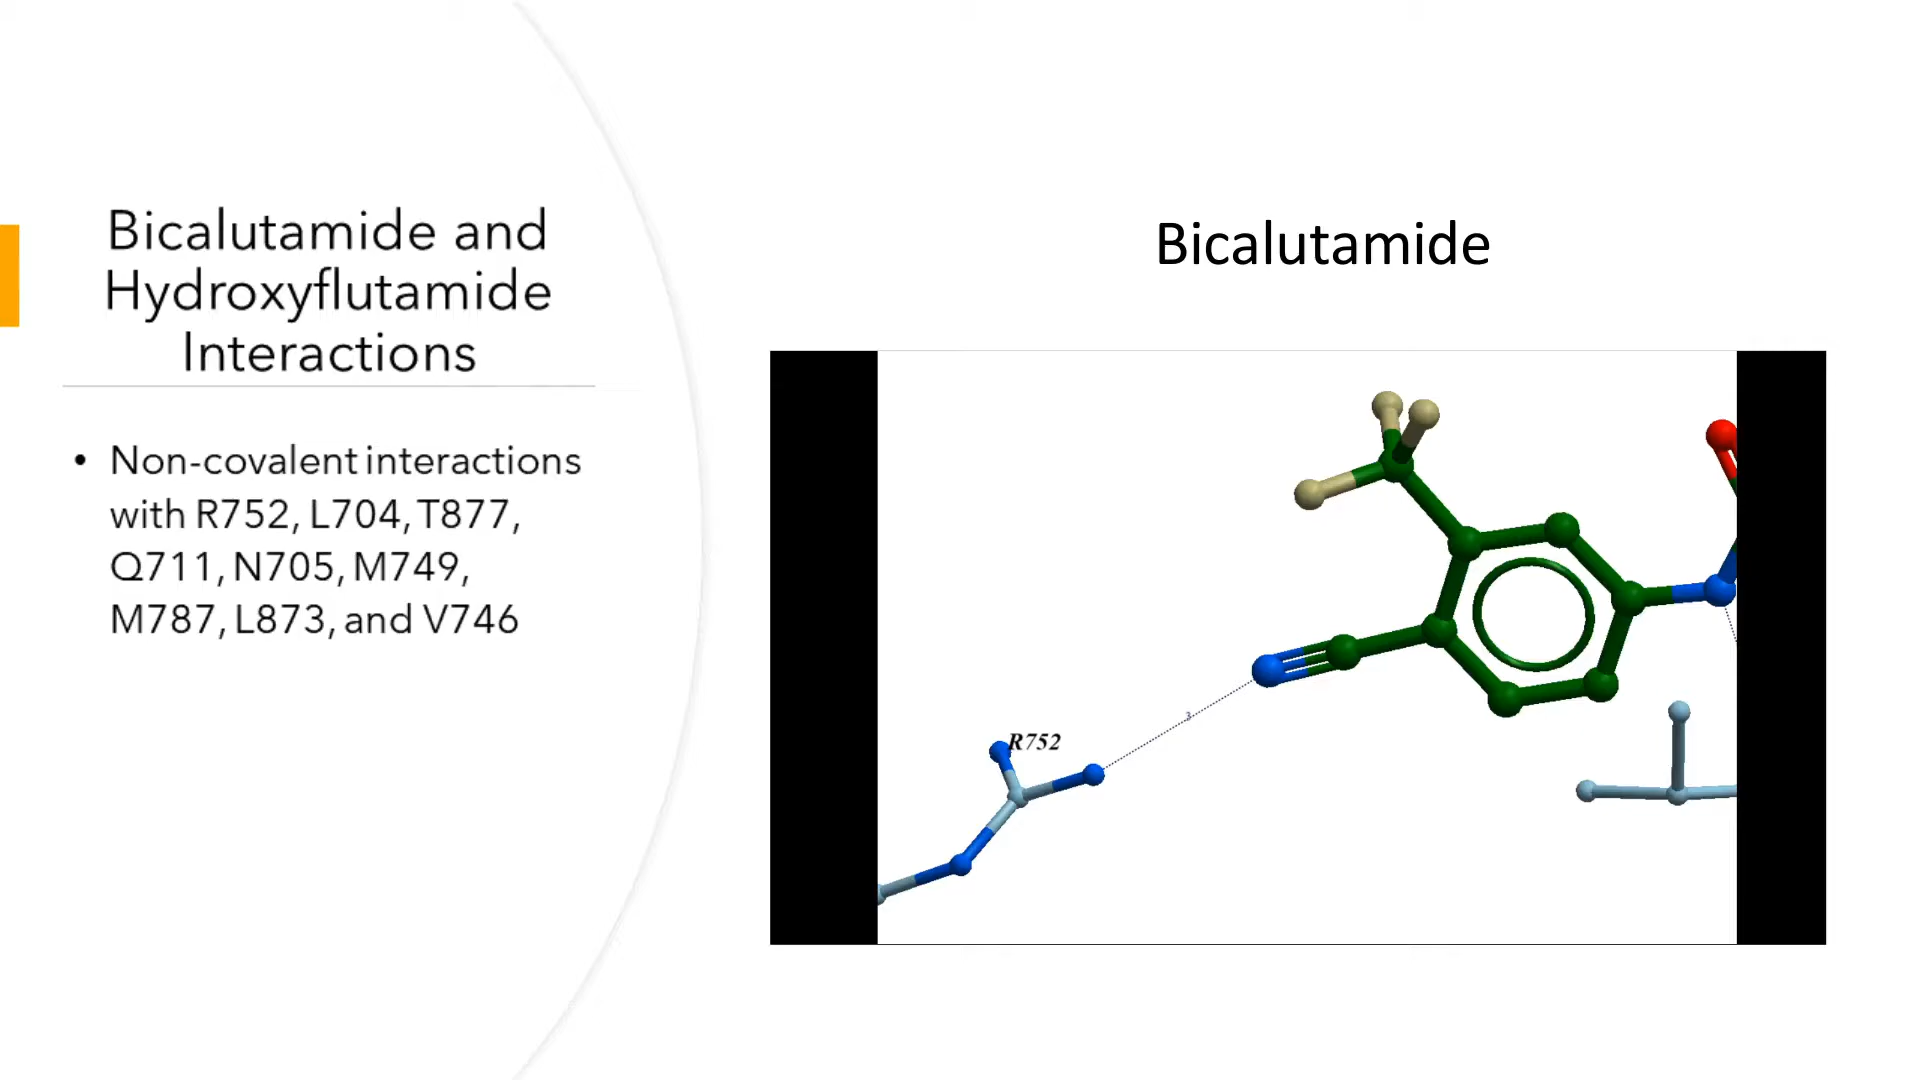 Bicalutamide and
Hydroxyflutamide
Interactions
• Non-covalent interactions
with R752, L704, T877,
Q711, N705, M749,
M787, L873, and V746
Bicalutamide
3
R752